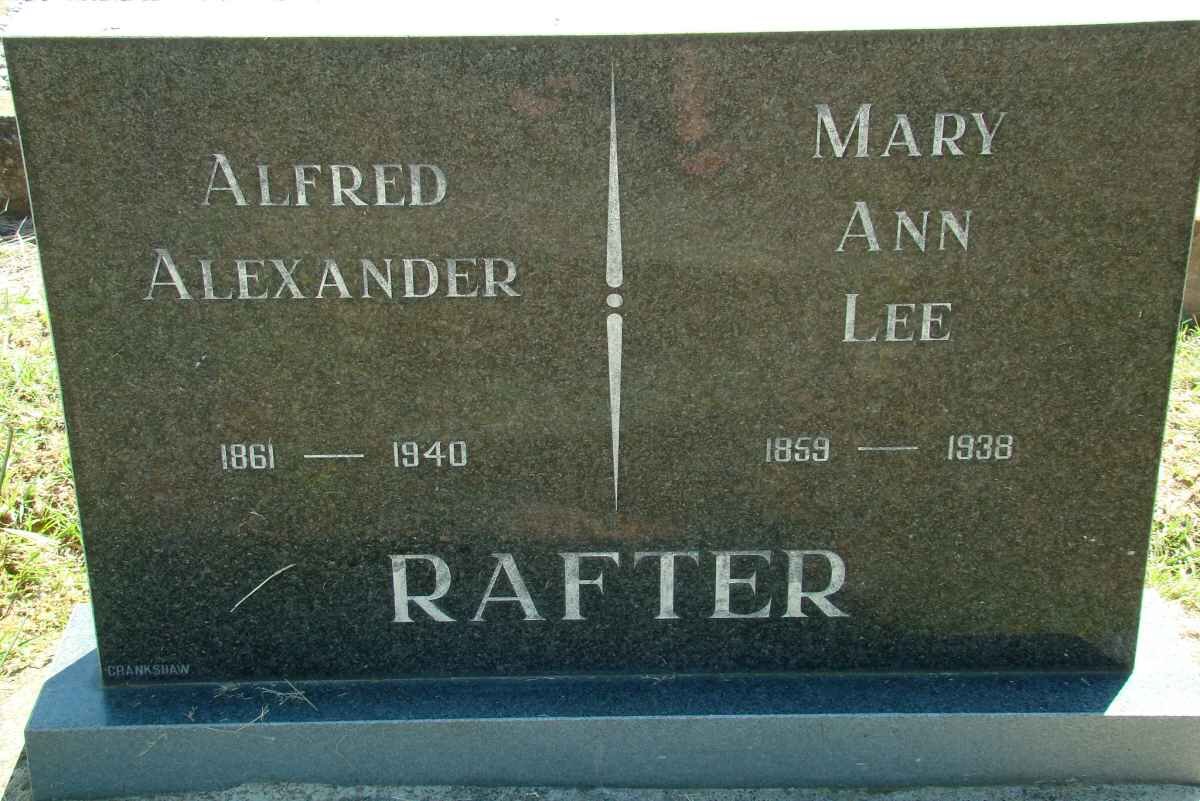 Alfred
Alexander
1861 — 1940
Mary
Ann
Lee
1859 — 1938
RAFTER
CRANKSHAW